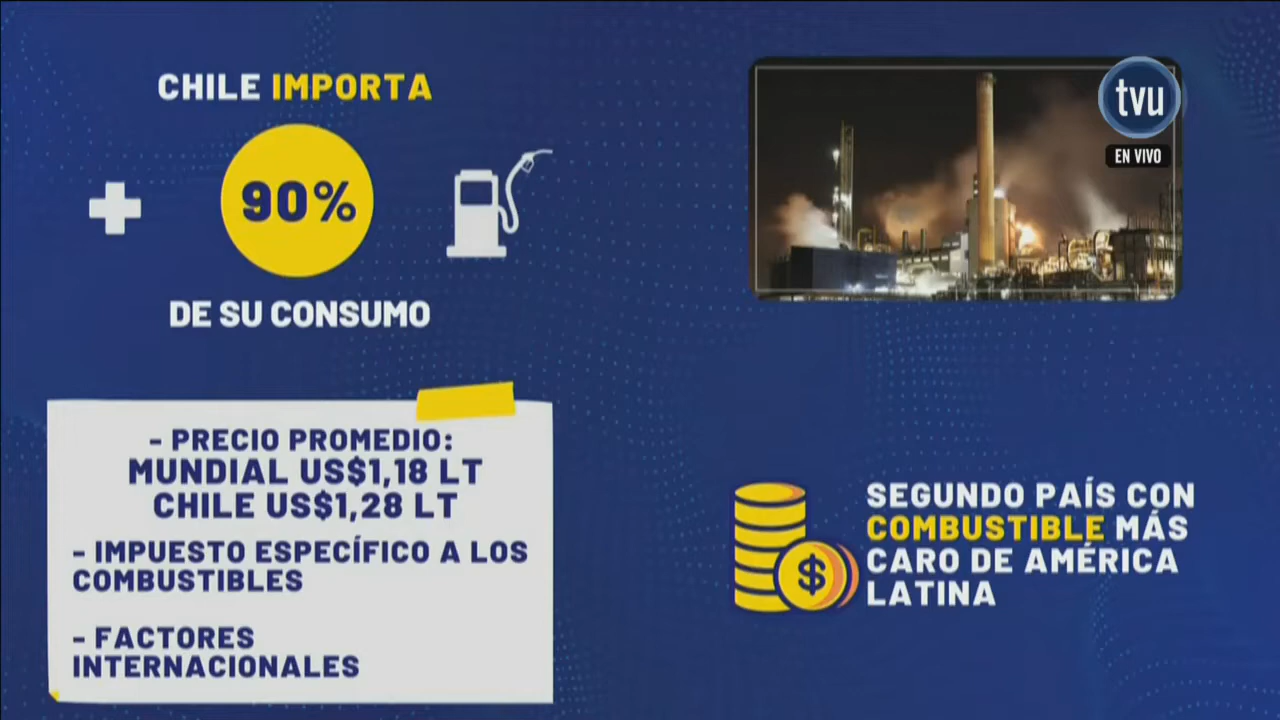 CHILE IMPORTA
+ 90%
DE SU CONSUMO
tvu
EN VIVO
- PRECIO PROMEDIO:
MUNDIAL US$1,18 LT
CHILE US$1,28 LT
- IMPUESTO ESPECÍFICO A LOS
COMBUSTIBLES
- FACTORES
INTERNACIONALES
$
SEGUNDO PAÍS CON
COMBUSTIBLE MÁS
CARO DE AMÉRICA
LATINA